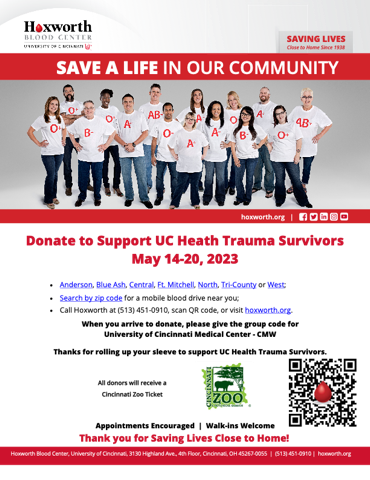 Hoxworth
BLOOD CENTER
UNIVERSITY OF CINCINNATI
SAVING LIVES
Close to Home Since 1938
SAVE A LIFE IN OUR COMMUNITY
O+
B-
O+
A-
AB+
O-
A-
A+
A-
B+
A-
O+
AB+
hoxworth.org |
Donate to Support UC Heath Trauma Survivors
May 14-20, 2023
• Anderson, Blue Ash, Central, Ft. Mitchell, North, Tri-County or West;
• Search by zip code for a mobile blood drive near you;
• Call Hoxworth at (513) 451-0910, scan QR code, or visit hoxworth.org.
When you arrive to donate, please give the group code for
University of Cincinnati Medical Center - CMW
Thanks for rolling up your sleeve to support UC Heath Trauma Survivors.
All donors will receive a
Cincinnati Zoo Ticket
CINCINNATI
ZOO
Appointments Encouraged | Walk-ins Welcome
Thank you for Saving Lives Close to Home!
Hoxworth Blood Center, University of Cincinnati, 3130 Highland Ave., 4th Floor, Cincinnati, OH 45267-0055 | (513) 451-0910 | hoxworth.org